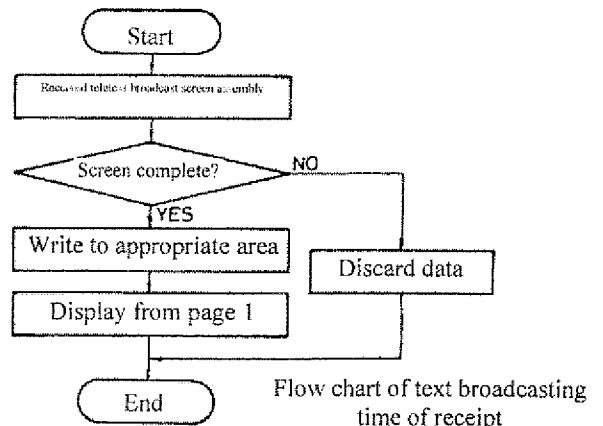 Start
Received teletext broadcast screen assembly
Screen complete?
NO
YES
Write to appropriate area
Discard data
Display from page 1
End
Flow chart of text broadcasting
time of receipt